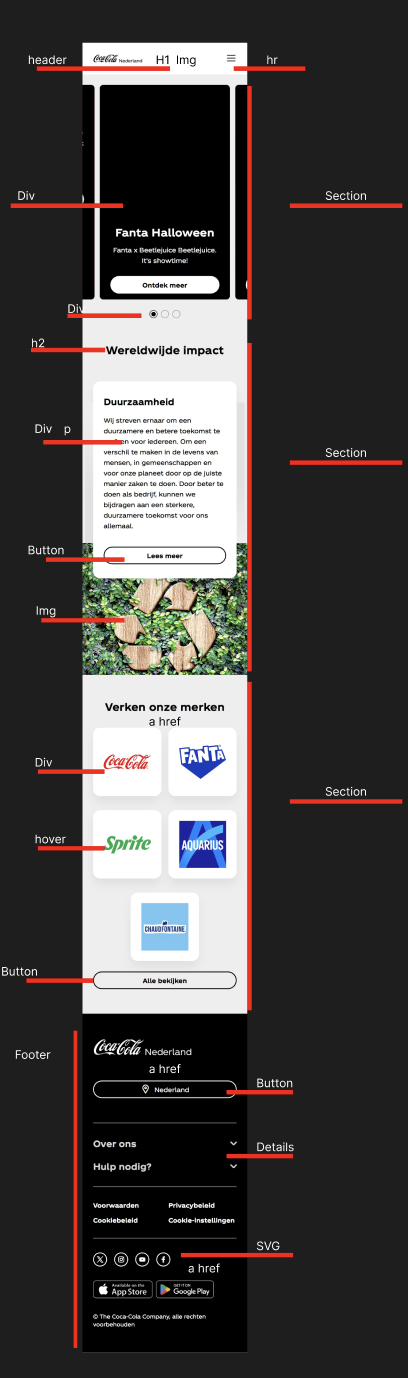 header
Coca-Cola Nederland
H1 Img
hr
Div
Section
Fanta Halloween
Fanta x Beetlejuice Beetlejuice.
It's showtime!
Ontdek meer
Div
h2
Wereldwijde impact
Duurzaamheid
Wij streven ernaar om een
duurzamere en betere toekomst te
voor iedereen. Om een
verschil te maken in de levens van
mensen, in gemeenschappen en
voor onze planeet door op de juiste
manier zaken te doen. Door beter te
doen als bedrijf, kunnen we
bijdragen aan een sterkere,
duurzamere toekomst voor ons
allemaal.
Div p
Section
Button
Lees meer
Img
Verken onze merken
a href
Div
Coca-Cola
FANTA
Section
hover
Sprite
AQUARIUS
CHAUDFONTAINE
Button
Alle bekijken
Footer
Coca-Cola Nederland
a href
Nederland
Button
Over ons
Details
Hulp nodig?
Voorwaarden
Privacybeleid
Cookiebeleid
Cookie-instellingen
SVG
a href
Available on the
App Store
GET IT ON
Google Play
© The Coca-Cola Company, alle rechten
voorbehouden